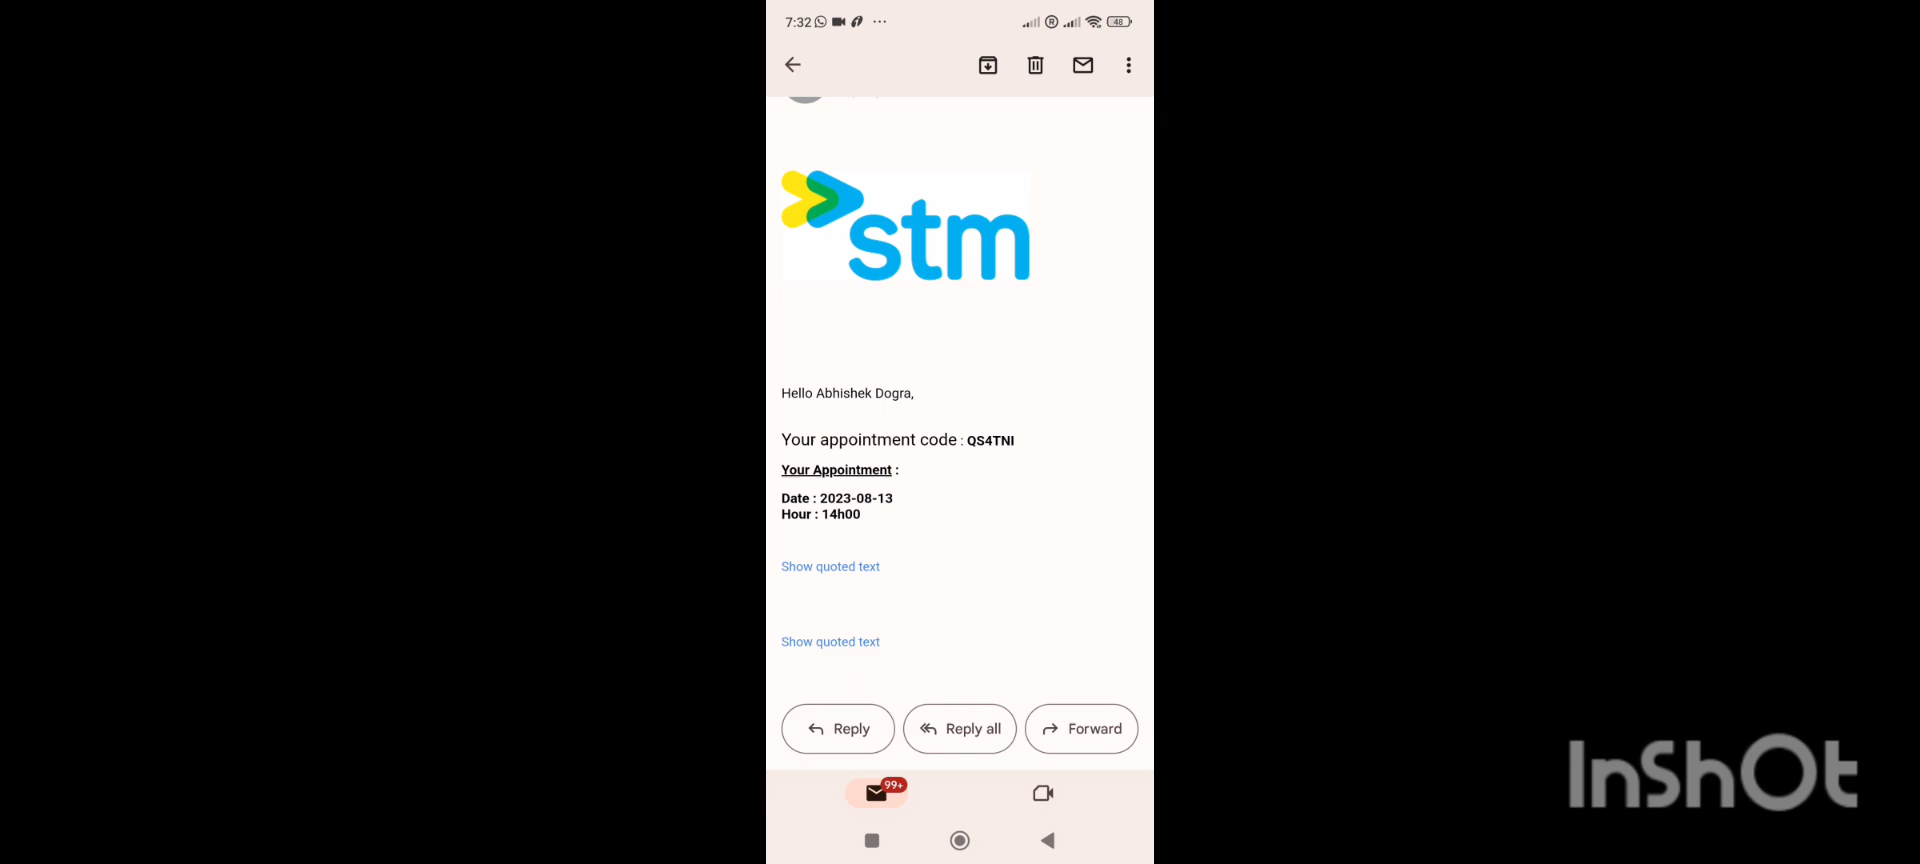 7:32
48
stm
Hello Abhishek Dogra,
Your appointment code : QS4TNI
Your Appointment :
Date : 2023-08-13
Hour : 14h00
Show quoted text
Show quoted text
Reply
Reply all
Forward
99+
InShOt